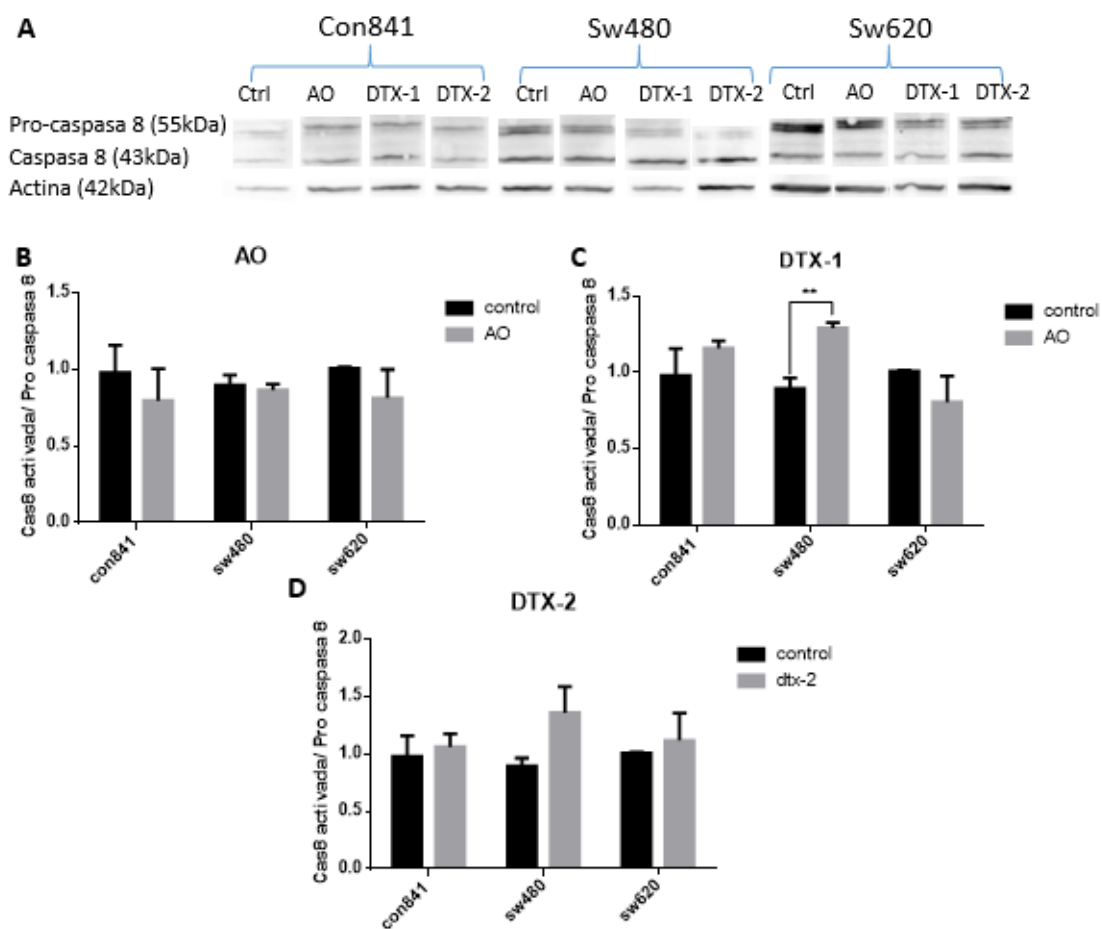 A
Con841 Sw480 Sw620
Ctrl AO DTX-1 DTX-2 Ctrl AO DTX-1 DTX-2 Ctrl AO DTX-1 DTX-2
Pro-caspasa 8 (55kDa)
Caspasa 8 (43kDa)
Actina (42kDa)
B
AO
Cas8 activada/ Pro caspasa 8
1.5
1.0
0.5
0.0
con841 sw480 sw620
control
AO
C
DTX-1
Cas8 activada/ Pro caspasa 8
1.5
1.0
0.5
0.0
**
con841 sw480 sw620
control
AO
D
DTX-2
Cas8 activada/ Pro caspasa 8
2.0
1.5
1.0
0.5
0.0
con841 sw480 sw620
control
dtx-2